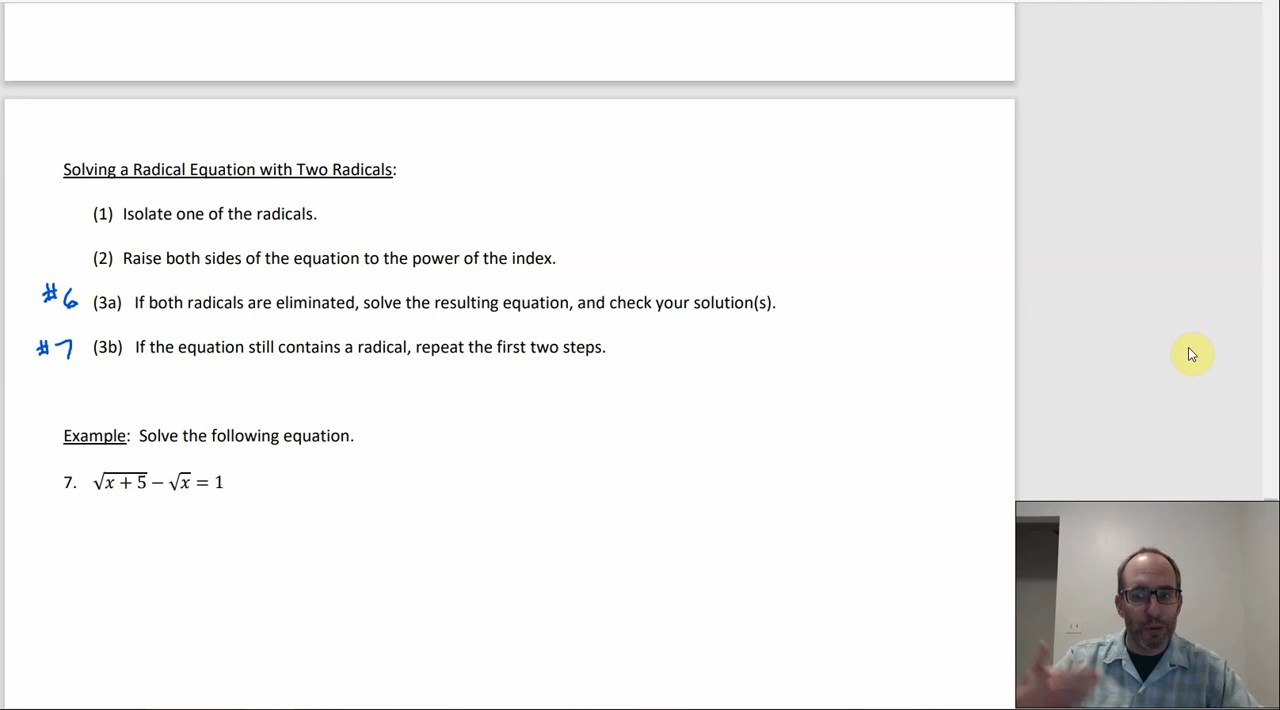 Solving a Radical Equation with Two Radicals:
(1) Isolate one of the radicals.
(2) Raise both sides of the equation to the power of the index.
#6 (3a) If both radicals are eliminated, solve the resulting equation, and check your solution(s).
#7 (3b) If the equation still contains a radical, repeat the first two steps.
Example: Solve the following equation.
7. √(x + 5) − √x = 1